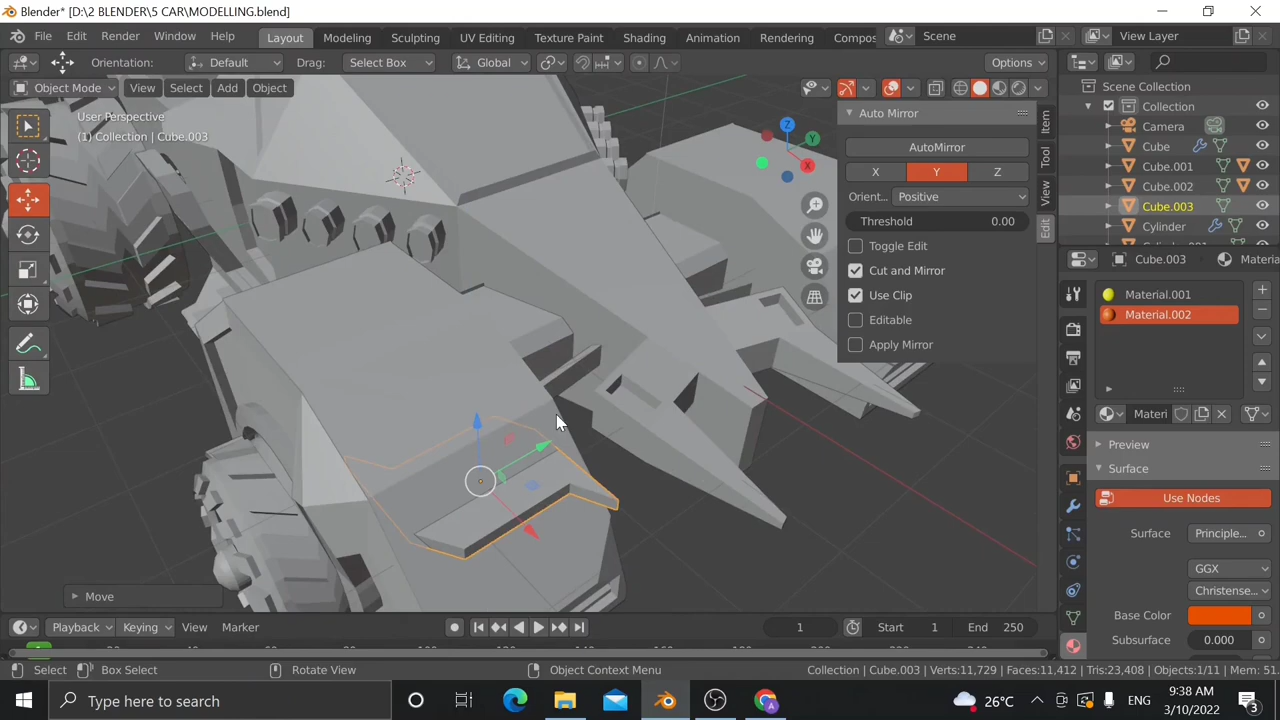 Blender* [D:\2 BLENDER\5 CAR\MODELLING.blend]
File Edit Render Window Help Layout Modeling Sculpting UV Editing Texture Paint Shading Animation Rendering Compos Scene View Layer
Orientation: Default Drag: Select Box Global Options
Object Mode View Select Add Object
User Perspective
(1) Collection | Cube.003
Z
Y
X
Auto Mirror
AutoMirror
X Y Z
Orient... Positive
Threshold 0.00
Toggle Edit
Cut and Mirror
Use Clip
Editable
Apply Mirror
Item
Tool
View
Edit
Scene Collection
Collection
Camera
Cube
Cube.001
Cube.002
Cube.003
Cylinder
Cube.003 Materia
Material.001
Material.002
Materi
Preview
Surface
Use Nodes
Surface Principle...
GGX
Christense...
Base Color
Subsurface 0.000
Move
Playback Keying View Marker 1 Start 1 End 250
Select Box Select Rotate View Object Context Menu Collection | Cube.003 | Verts:11,729 | Faces:11,412 | Tris:23,408 | Objects:1/11 | Mem: 51
Type here to search 26°C ENG 9:38 AM
3/10/2022 3